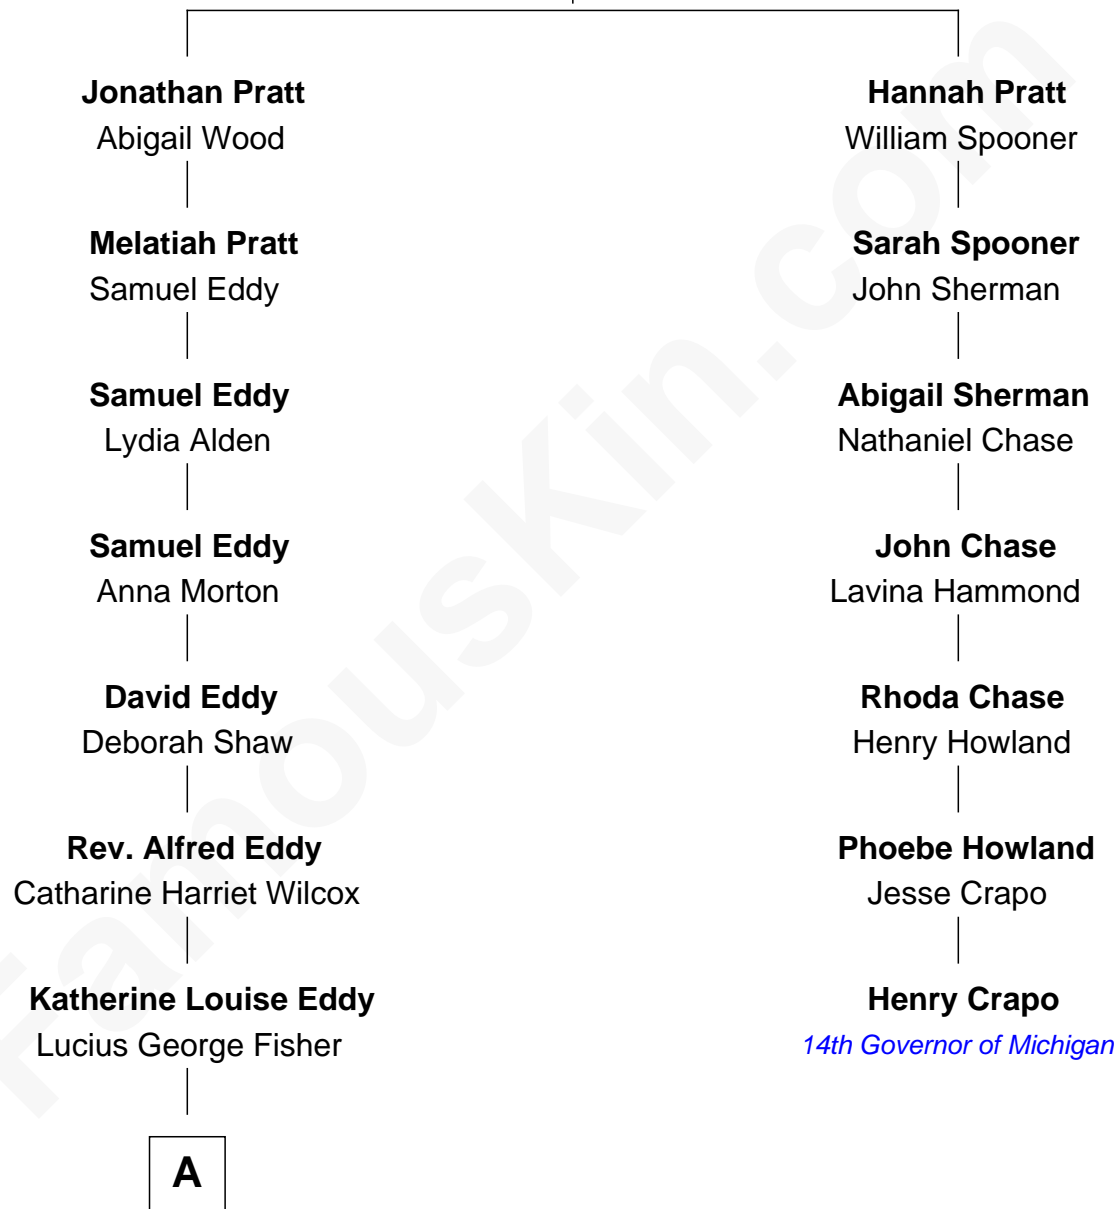 Jonathan Pratt
Abigail Wood
Hannah Pratt
William Spooner
Melatiah Pratt
Samuel Eddy
Sarah Spooner
John Sherman
Samuel Eddy
Lydia Alden
Abigail Sherman
Nathaniel Chase
Samuel Eddy
Anna Morton
John Chase
Lavina Hammond
David Eddy
Deborah Shaw
Rhoda Chase
Henry Howland
Rev. Alfred Eddy
Catharine Harriet Wilcox
Phoebe Howland
Jesse Crapo
Katherine Louise Eddy
Lucius George Fisher
Henry Crapo
14th Governor of Michigan
A
FamousKin.com